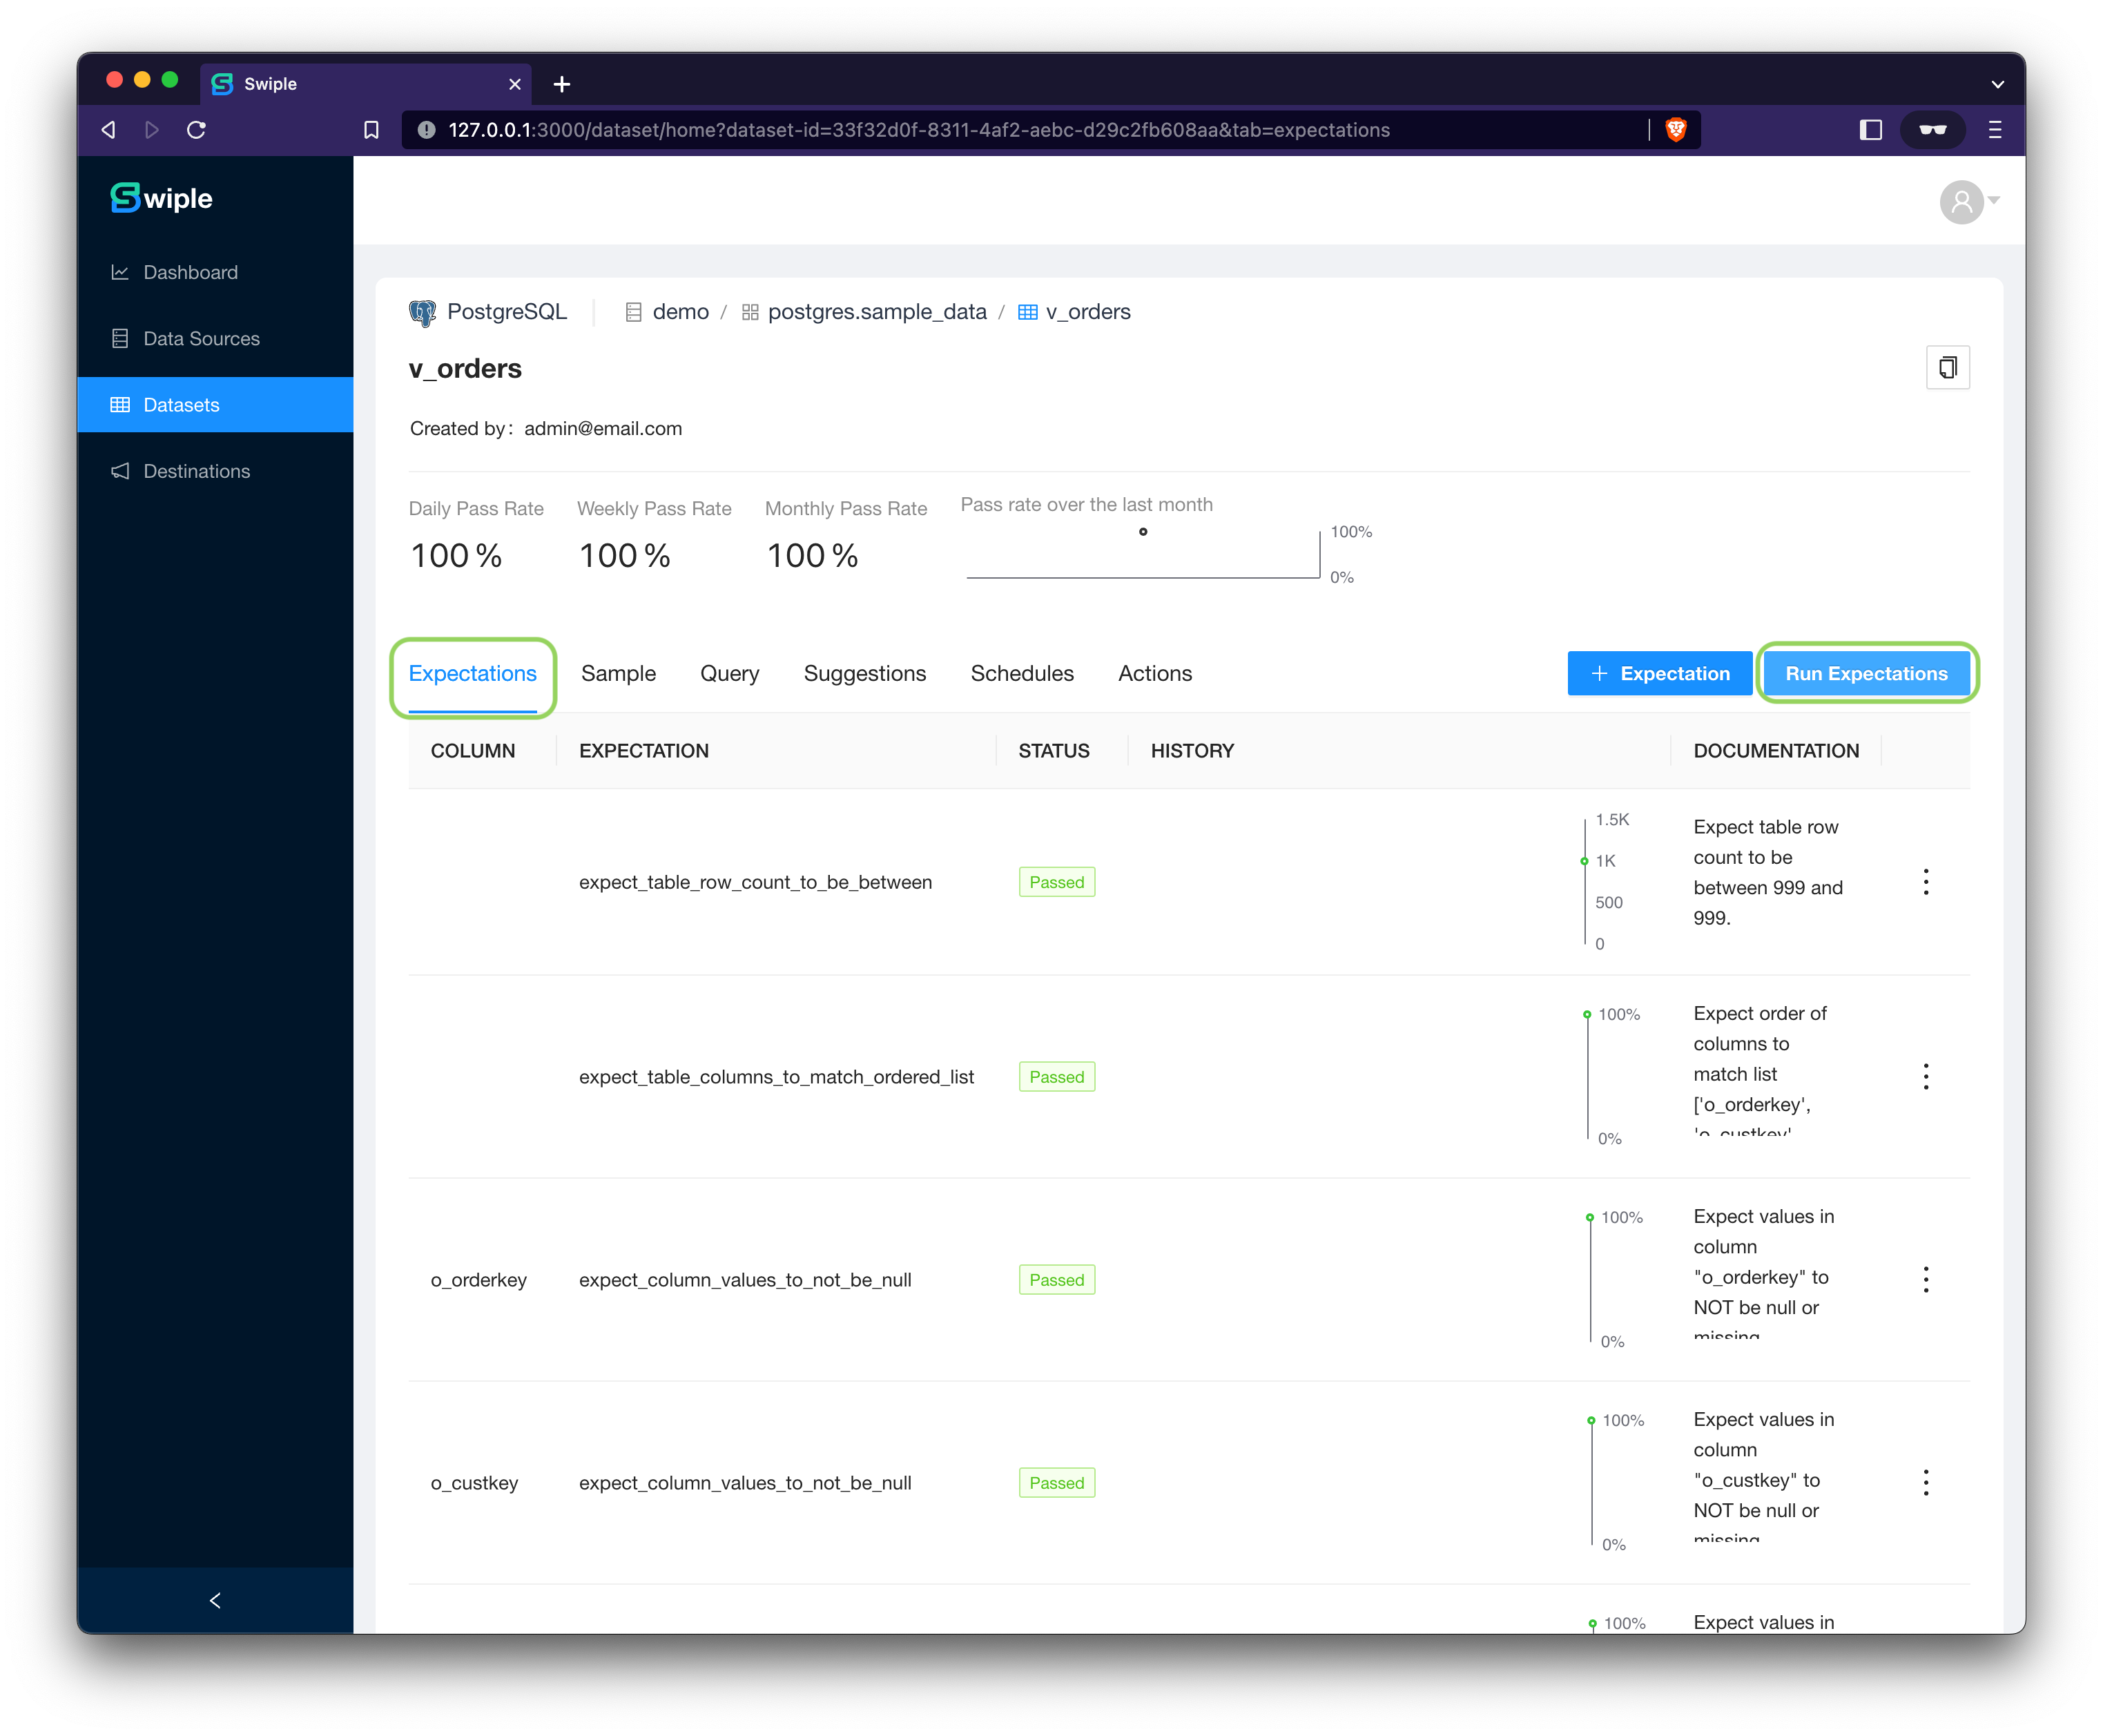 Swiple
127.0.0.1:3000/dataset/home?dataset-id=33f32d0f-8311-4af2-aebc-d29c2fb608aa&tab=expectations
Swiple
Dashboard
Data Sources
Datasets
Destinations
PostgreSQL demo / postgres.sample_data / v_orders
v_orders
Created by: admin@email.com
Daily Pass Rate Weekly Pass Rate Monthly Pass Rate Pass rate over the last month
100 % 100 % 100 %
100%
0%
Expectations Sample Query Suggestions Schedules Actions + Expectation Run Expectations
COLUMN EXPECTATION STATUS HISTORY DOCUMENTATION
expect_table_row_count_to_be_between Passed
1.5K
1K
500
0
Expect table row
count to be
between 999 and
999.
expect_table_columns_to_match_ordered_list Passed
100%
0%
Expect order of
columns to
match list
['o_orderkey',
'o_custkey'
o_orderkey expect_column_values_to_not_be_null Passed
100%
0%
Expect values in
column
"o_orderkey" to
NOT be null or
missing
o_custkey expect_column_values_to_not_be_null Passed
100%
0%
Expect values in
column
"o_custkey" to
NOT be null or
missing
100%
Expect values in